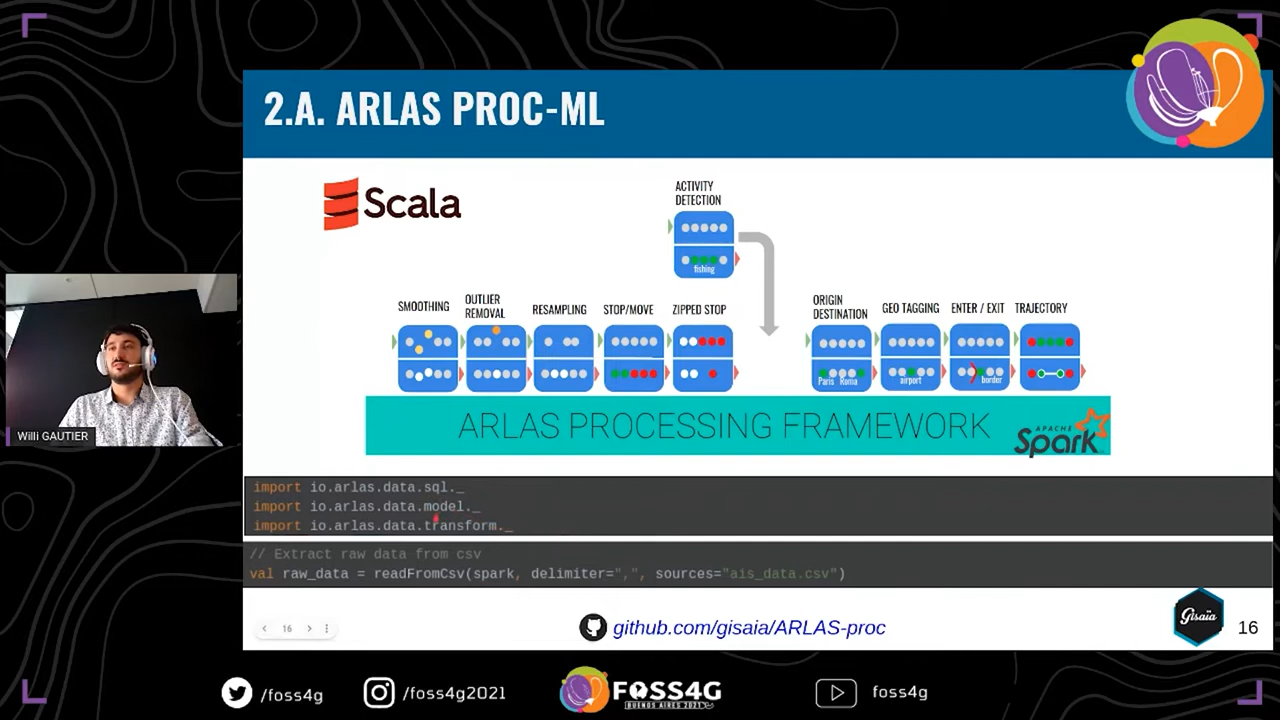 2.A. ARLAS PROC-ML
Scala
ACTIVITY
DETECTION
fishing
SMOOTHING
OUTLIER
REMOVAL
RESAMPLING
STOP/MOVE
ZIPPED STOP
ORIGIN
DESTINATION
GEO TAGGING
ENTER / EXIT
TRAJECTORY
Paris Roma
airport
border
ARLAS PROCESSING FRAMEWORK
APACHE
Spark
Willi GAUTIER
import io.arlas.data.sql._
import io.arlas.data.model._
import io.arlas.data.transform._
// Extract raw data from csv
val raw_data = readFromCsv(spark, delimiter=",", sources="ais_data.csv")
16
github.com/gisaia/ARLAS-proc
Gisaïa
16
/foss4g
/foss4g2021
FOSS4G
BUENOS AIRES 2021
foss4g